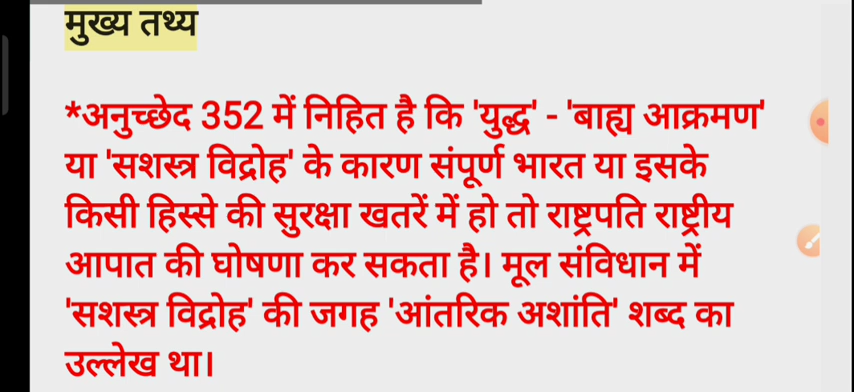 मुख्य तथ्य
*अनुच्छेद 352 में निहित है कि 'युद्ध' - 'बाह्य आक्रमण'
या 'सशस्त्र विद्रोह' के कारण संपूर्ण भारत या इसके
किसी हिस्से की सुरक्षा खतरें में हो तो राष्ट्रपति राष्ट्रीय
आपात की घोषणा कर सकता है। मूल संविधान में
'सशस्त्र विद्रोह' की जगह 'आंतरिक अशांति' शब्द का
उल्लेख था।